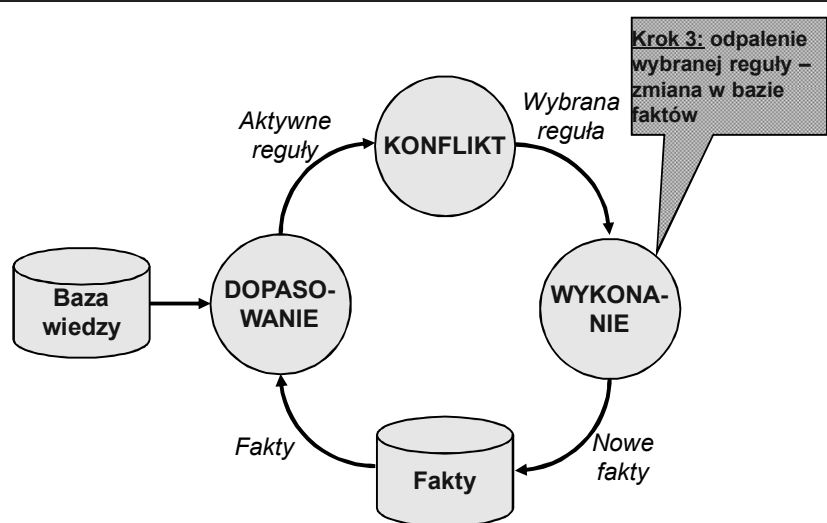 Krok 3: odpalenie
wybranej reguły –
zmiana w bazie
faktów
Aktywne
reguły
KONFLIKT
Wybrana
reguła
Baza
wiedzy
DOPASO-
WANIE
WYKONA-
NIE
Fakty
Fakty
Nowe
fakty